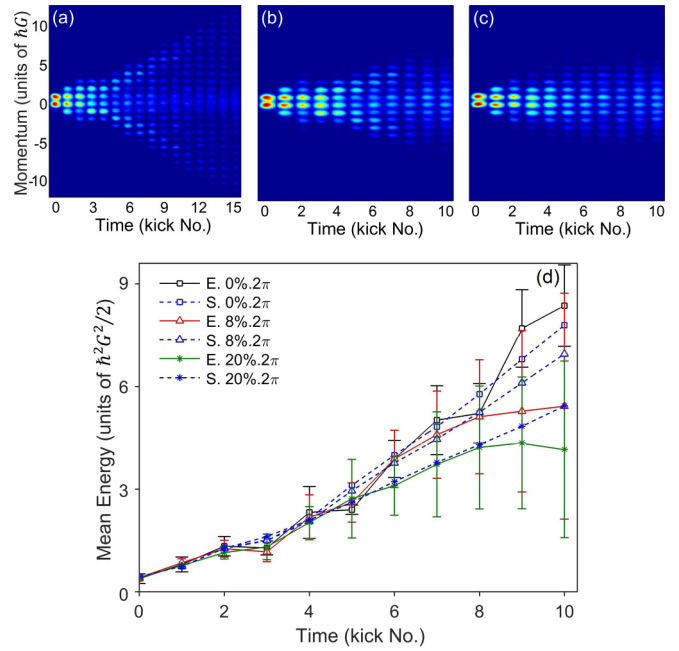 (a)
(b)
(c)
Momentum (units of ℏG)
10
5
0
-5
-10
0 3 6 9 12 15
0 2 4 6 8 10
0 2 4 6 8 10
Time (kick No.)
Time (kick No.)
Time (kick No.)
(d)
E. 0%.2π
S. 0%.2π
E. 8%.2π
S. 8%.2π
E. 20%.2π
S. 20%.2π
Mean Energy (units of ℏ²G²/2)
9
6
3
0
0 2 4 6 8 10
Time (kick No.)